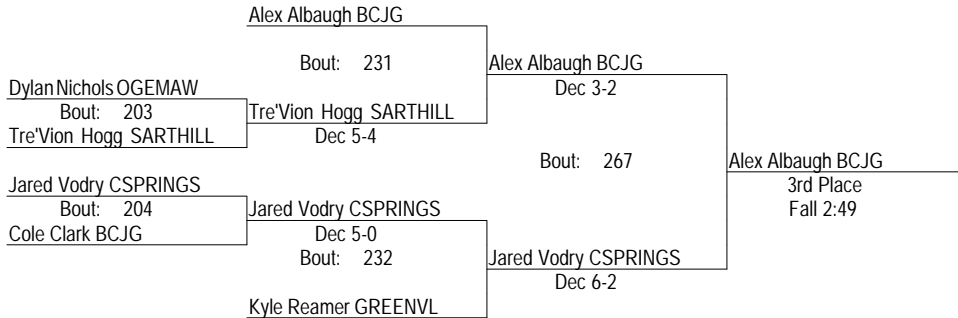 Alex Albaugh BCJG
Bout: 231
Alex Albaugh BCJG
Dec 3-2
Dylan Nichols OGEMAW
Bout: 203
Tre'Vion Hogg SARTHILL
Dec 5-4
Tre'Vion Hogg SARTHILL
Bout: 267
Alex Albaugh BCJG
3rd Place
Fall 2:49
Jared Vodry CSPRINGS
Bout: 204
Jared Vodry CSPRINGS
Dec 5-0
Cole Clark BCJG
Bout: 232
Jared Vodry CSPRINGS
Dec 6-2
Kyle Reamer GREENVL